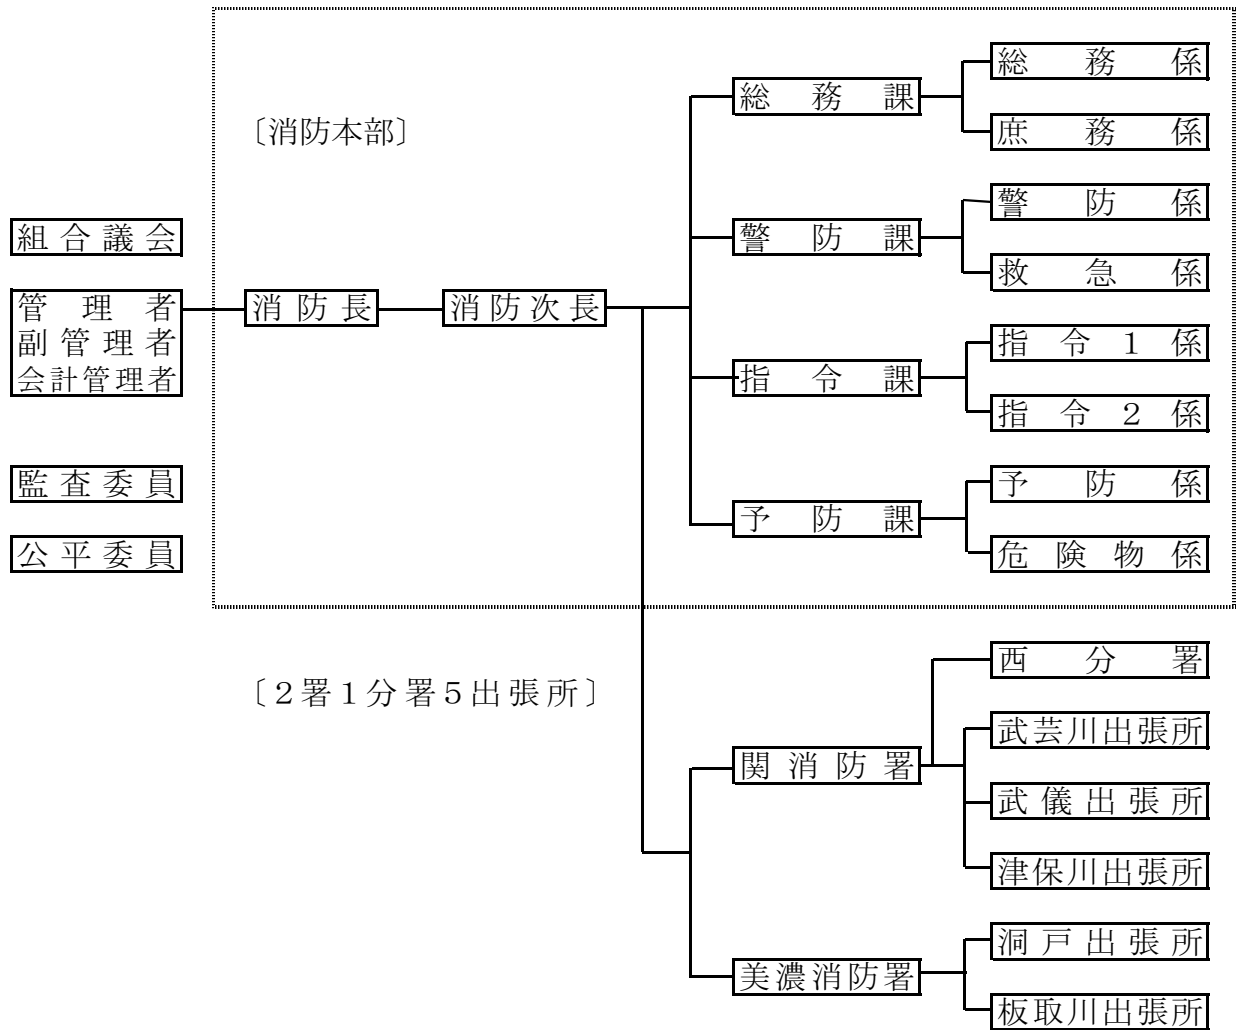 〔消防本部〕
組合議会
管理者
副管理者
会計管理者
監査委員
公平委員
消防長
消防次長
総務課
総務係
庶務係
警防課
警防係
救急係
指令課
指令1係
指令2係
予防課
予防係
危険物係
〔2署1分署5出張所〕
関消防署
西分署
武芸川出張所
武儀出張所
津保川出張所
美濃消防署
洞戸出張所
板取川出張所